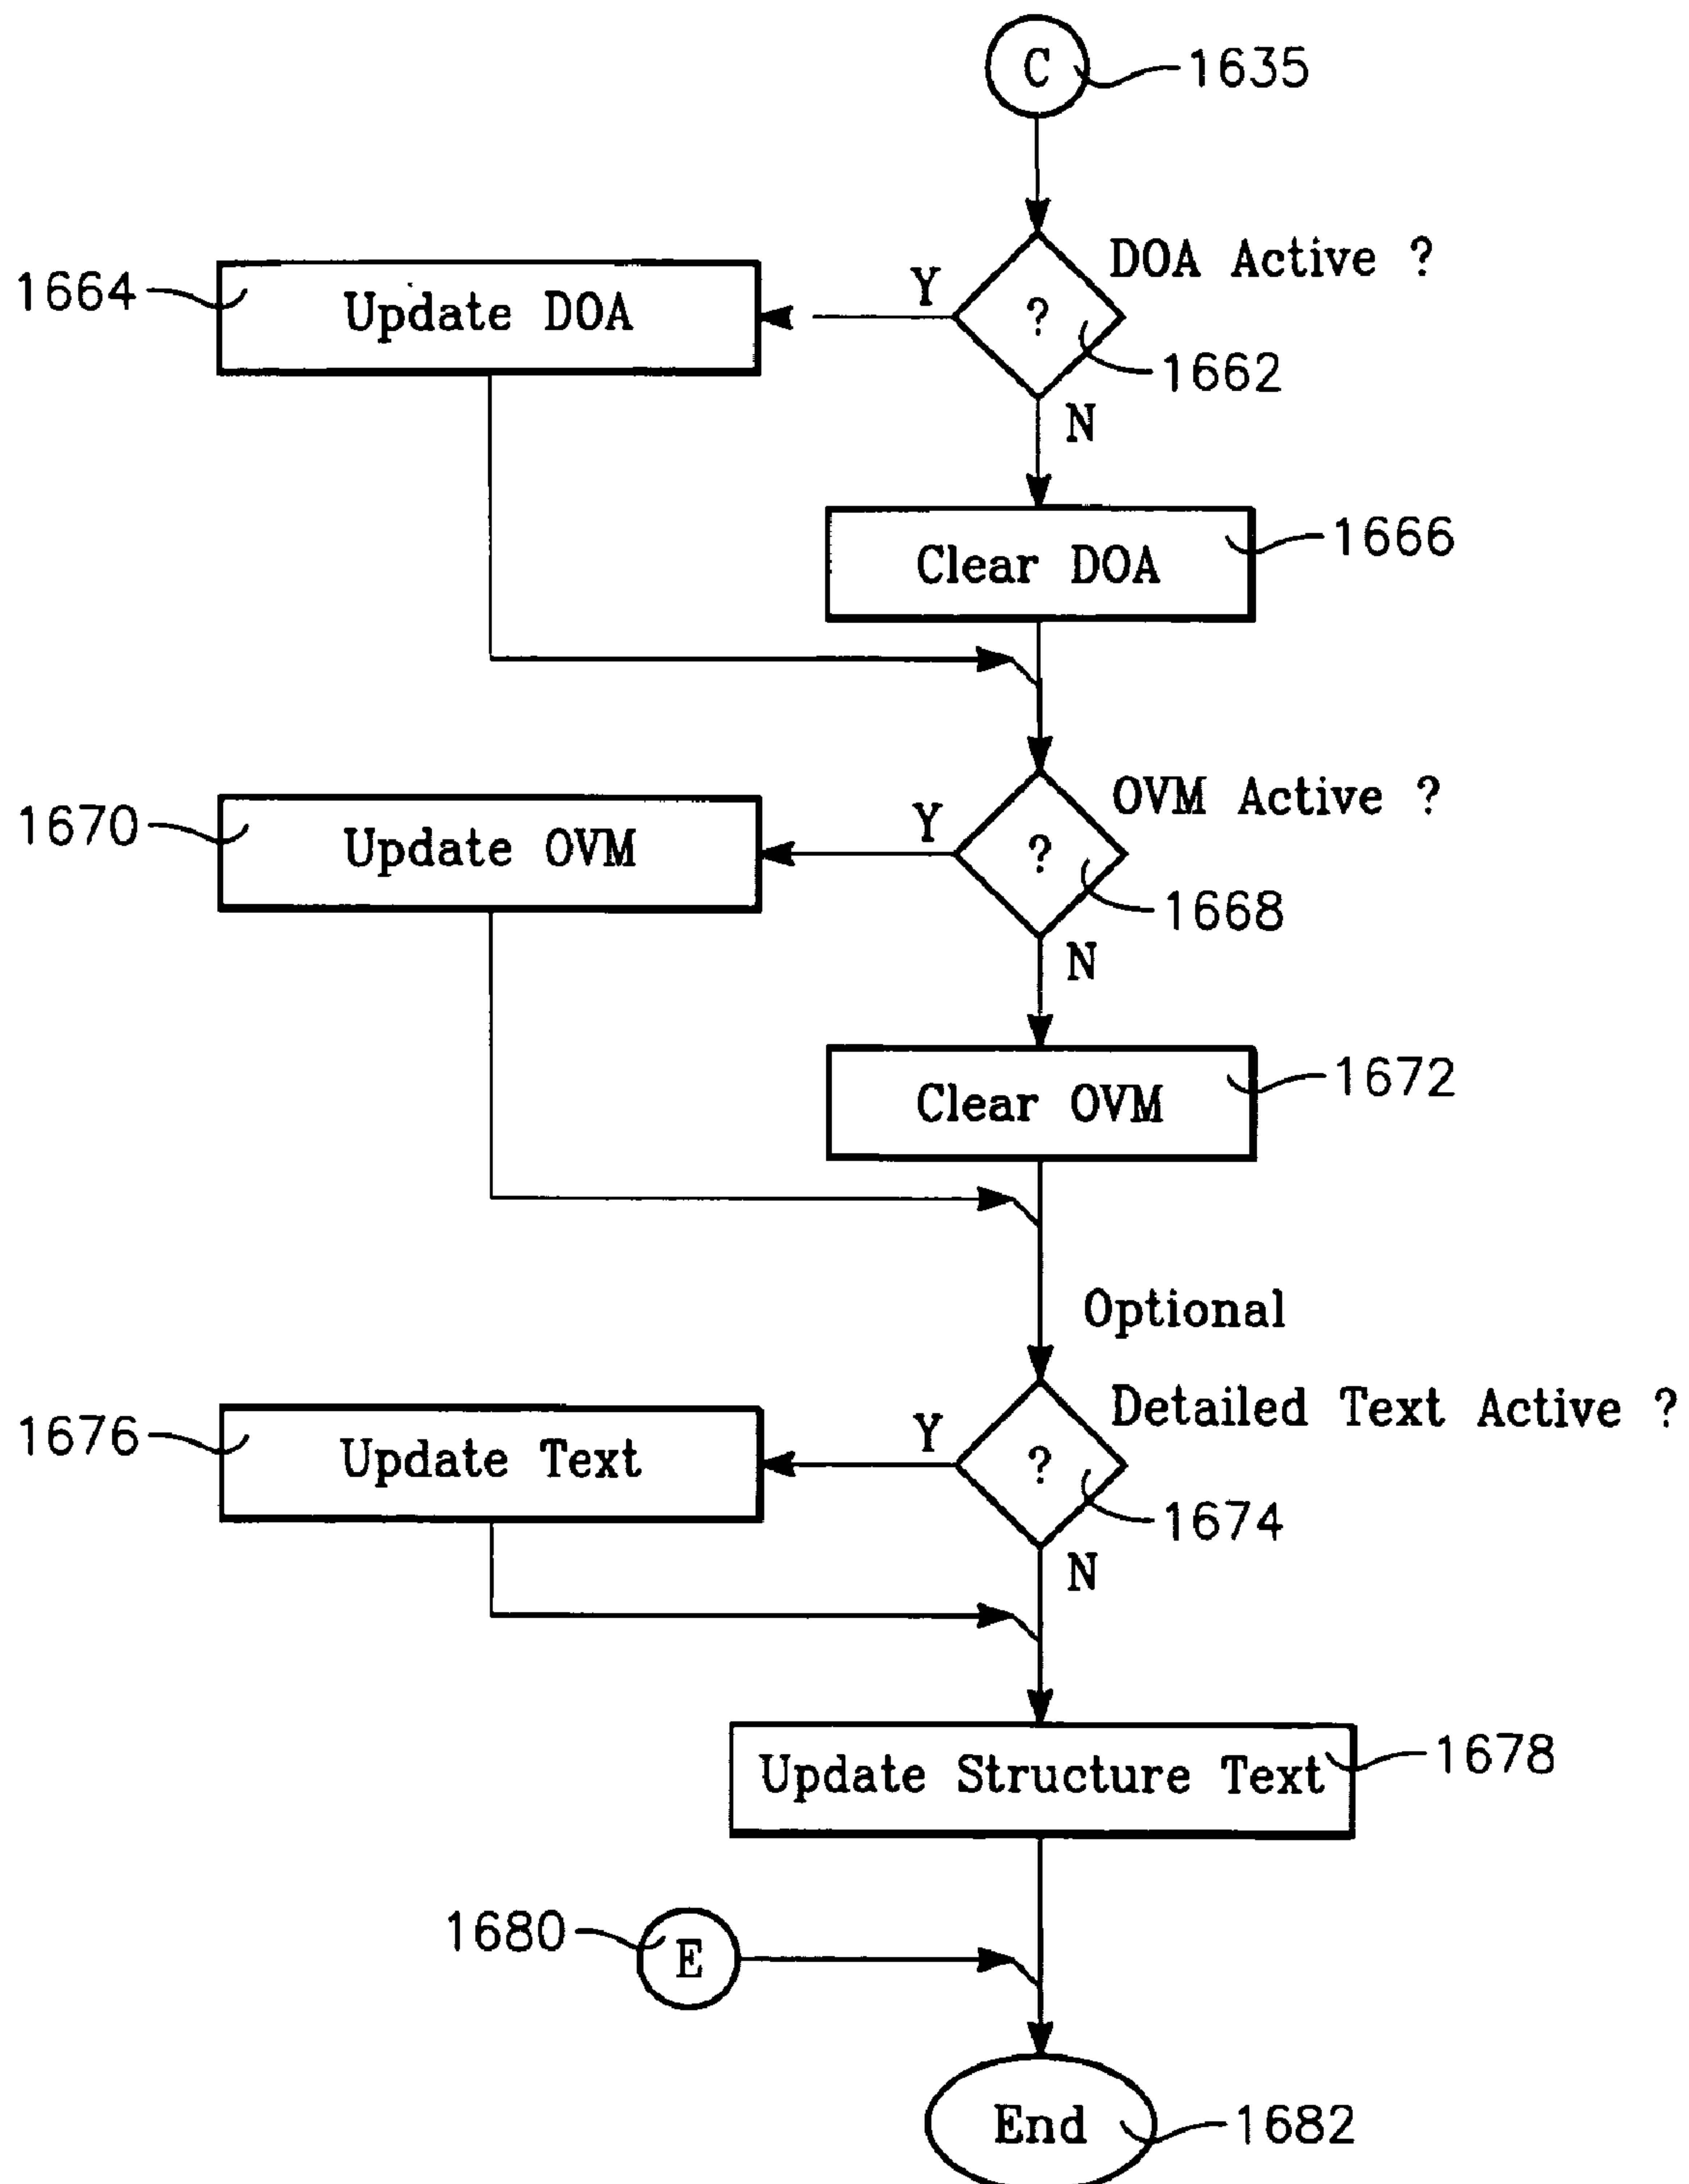 C
1635
DOA Active ?
Y
?
1664
Update DOA
1662
N
1666
Clear DOA
OVM Active ?
Y
?
1670
Update OVM
1668
N
1672
Clear OVM
Optional
Detailed Text Active ?
Y
?
1676
Update Text
1674
N
1678
Update Structure Text
1680
E
End
1682